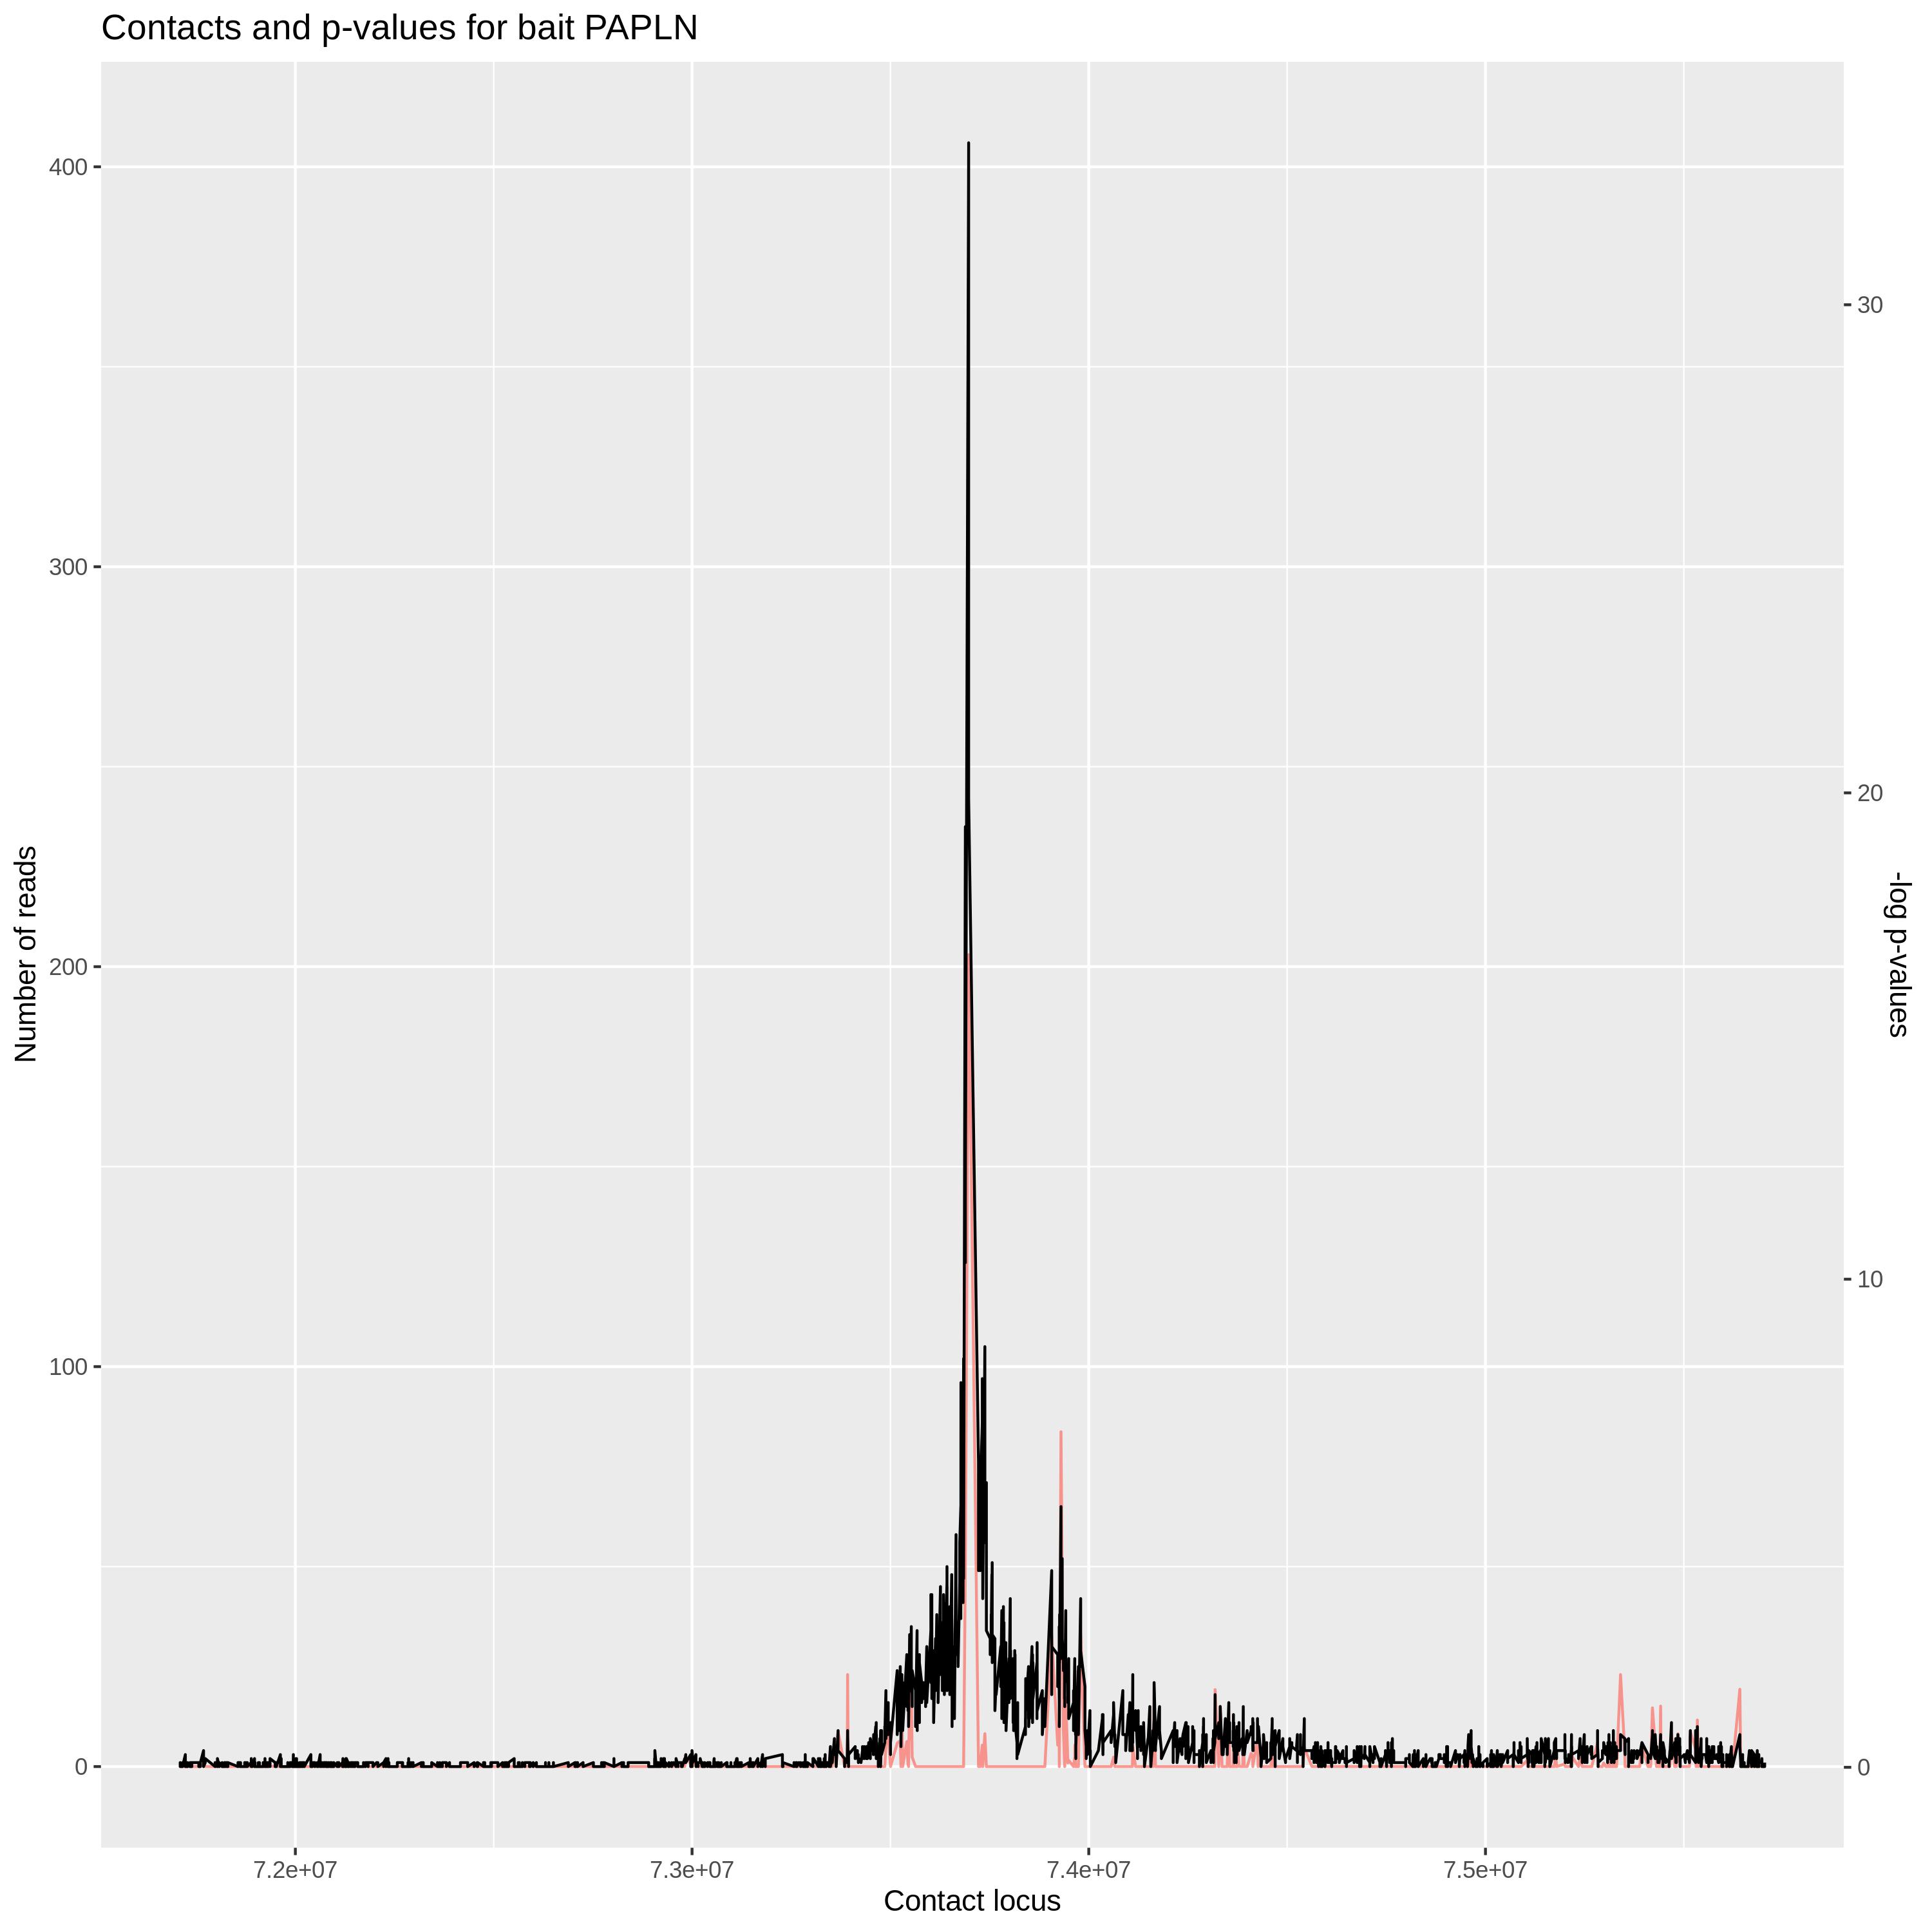 Contacts and p-values for bait PAPLN
400
300
200
100
0
30
20
10
0
Number of reads
-log p-values
7.2e+07
7.3e+07
7.4e+07
7.5e+07
Contact locus